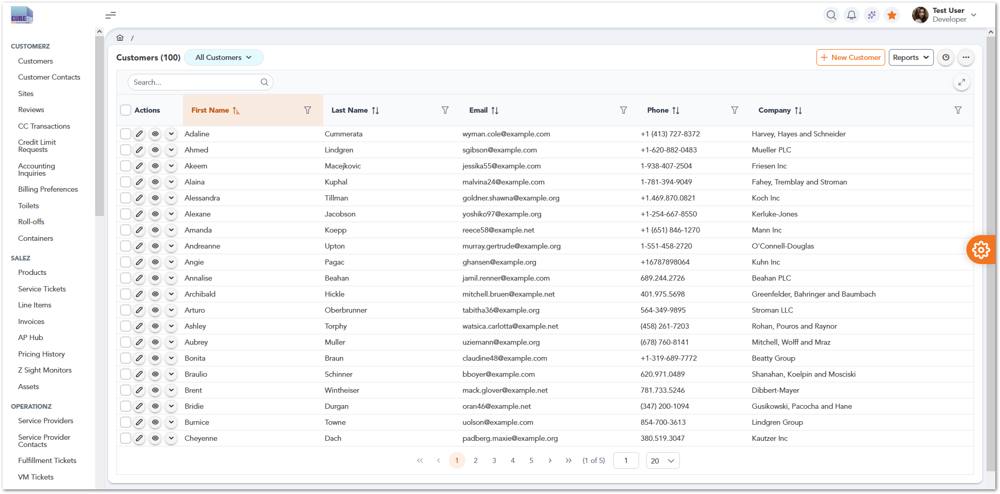 CUBE
Test User
Developer
/
CUSTOMERZ
Customers
Customer Contacts
Sites
Reviews
CC Transactions
Credit Limit
Requests
Accounting
Inquiries
Billing Preferences
Toilets
Roll-offs
Containers
SALEZ
Products
Service Tickets
Line Items
Invoices
AP Hub
Pricing History
Z Sight Monitors
Assets
OPERATIONZ
Service Providers
Service Provider
Contacts
Fulfillment Tickets
VM Tickets
Customers (100) All Customers New Customer Reports
Search...
Actions First Name Last Name Email Phone Company
Adaline Cummerata wyman.cole@example.com +1 (413) 727-8372 Harvey, Hayes and Schneider
Ahmed Lindgren sgibson@example.com +1-620-882-0483 Mueller PLC
Akeem Macejkovic jessika55@example.com 1-938-407-2504 Friesen Inc
Alaina Kuphal malvina24@example.com 1-781-394-9049 Fahey, Tremblay and Stroman
Alessandra Tillman goldner.shawna@example.org +1.469.870.0821 Koch Inc
Alexane Jacobson yoshiko97@example.org +1-254-667-8550 Kerluke-Jones
Amanda Koepp reece58@example.net +1 (651) 846-1270 Mann Inc
Andreanne Upton murray.gertrude@example.org 1-551-458-2720 O'Connell-Douglas
Angie Pagac ghansen@example.org +16787898064 Kuhn Inc
Annalise Beahan jamil.renner@example.com 689.244.2726 Beahan PLC
Archibald Hickle mitchell.bruen@example.net 401.975.5698 Greenfelder, Bahringer and Baumbach
Arturo Oberbrunner tabitha36@example.org 564-349-9895 Stroman LLC
Ashley Torphy watsica.carlotta@example.net (458) 261-7203 Rohan, Pouros and Raynor
Aubrey Muller uziemann@example.org (678) 760-8141 Mitchell, Wolff and Mraz
Bonita Braun claudine48@example.com +1-319-689-7772 Beatty Group
Braulio Schinner bboyer@example.com 620.971.0489 Shanahan, Koelpin and Mosciski
Brent Wintheiser mack.glover@example.net 781.733.5246 Dibbert-Mayer
Bridie Durgan oran46@example.net (347) 200-1094 Gusikowski, Pacocha and Hane
Burnice Towne uolson@example.com 854-700-3613 Lindgren Group
Cheyenne Dach padberg.maxie@example.org 380.519.3047 Kautzer Inc
1 2 3 4 5 (1 of 5) 1 20